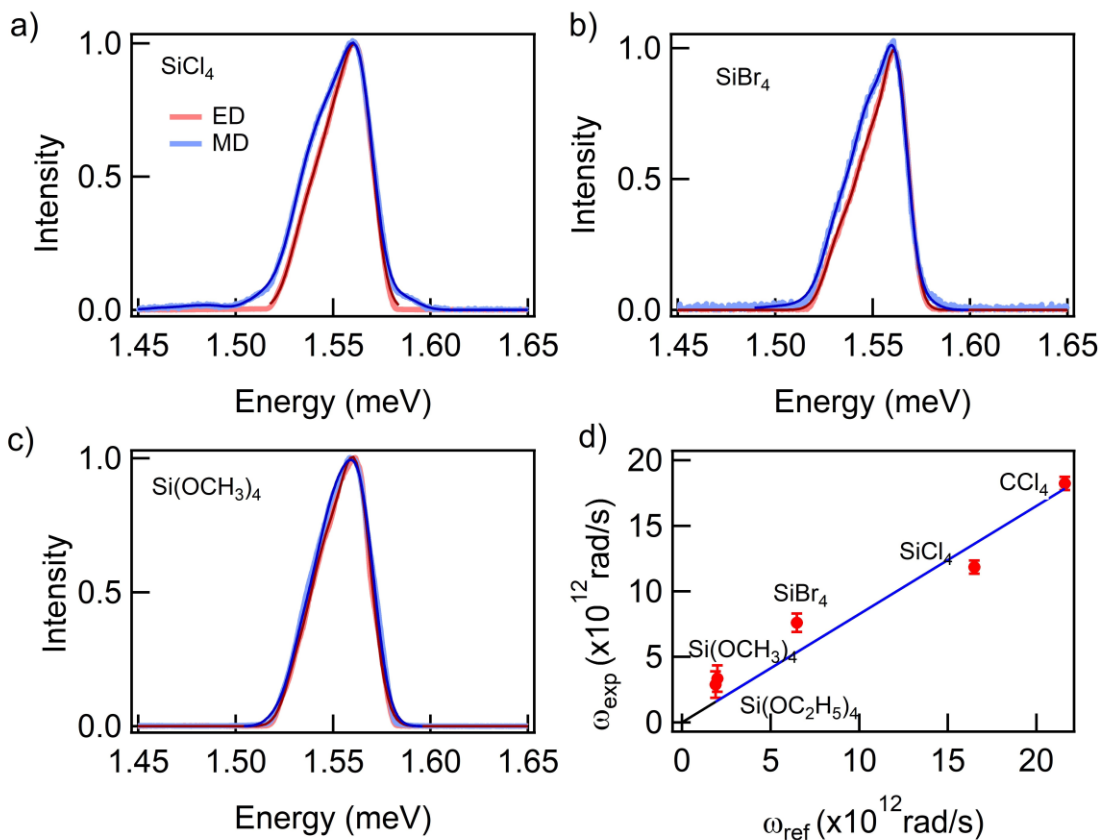 a)
SiCl4
ED
MD
1.0
0.5
0.0
Intensity
1.45 1.50 1.55 1.60 1.65
Energy (meV)
b)
SiBr4
1.0
0.5
0.0
Intensity
1.45 1.50 1.55 1.60 1.65
Energy (meV)
c)
Si(OCH3)4
1.0
0.5
0.0
Intensity
1.45 1.50 1.55 1.60 1.65
Energy (meV)
d)
20
15
10
5
0
ωexp (x10^12 rad/s)
CCl4
SiCl4
SiBr4
Si(OCH3)4
Si(OC2H5)4
0 5 10 15 20
ωref (x10^12 rad/s)